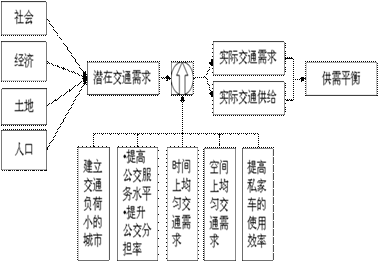 社会
经济
土地
人口
潜在交通需求
实际交通需求
实际交通供给
供需平衡
建立
交通
负荷
小的
城市
•提高
公交服
务水平
•提升
公交分
担率
时间
上均
匀交
通需
求
空间
上均
匀交
通需
求
提高
私家
车的
使用
效率